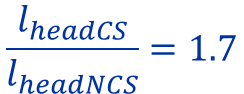 l_headCS / l_headNCS = 1.7